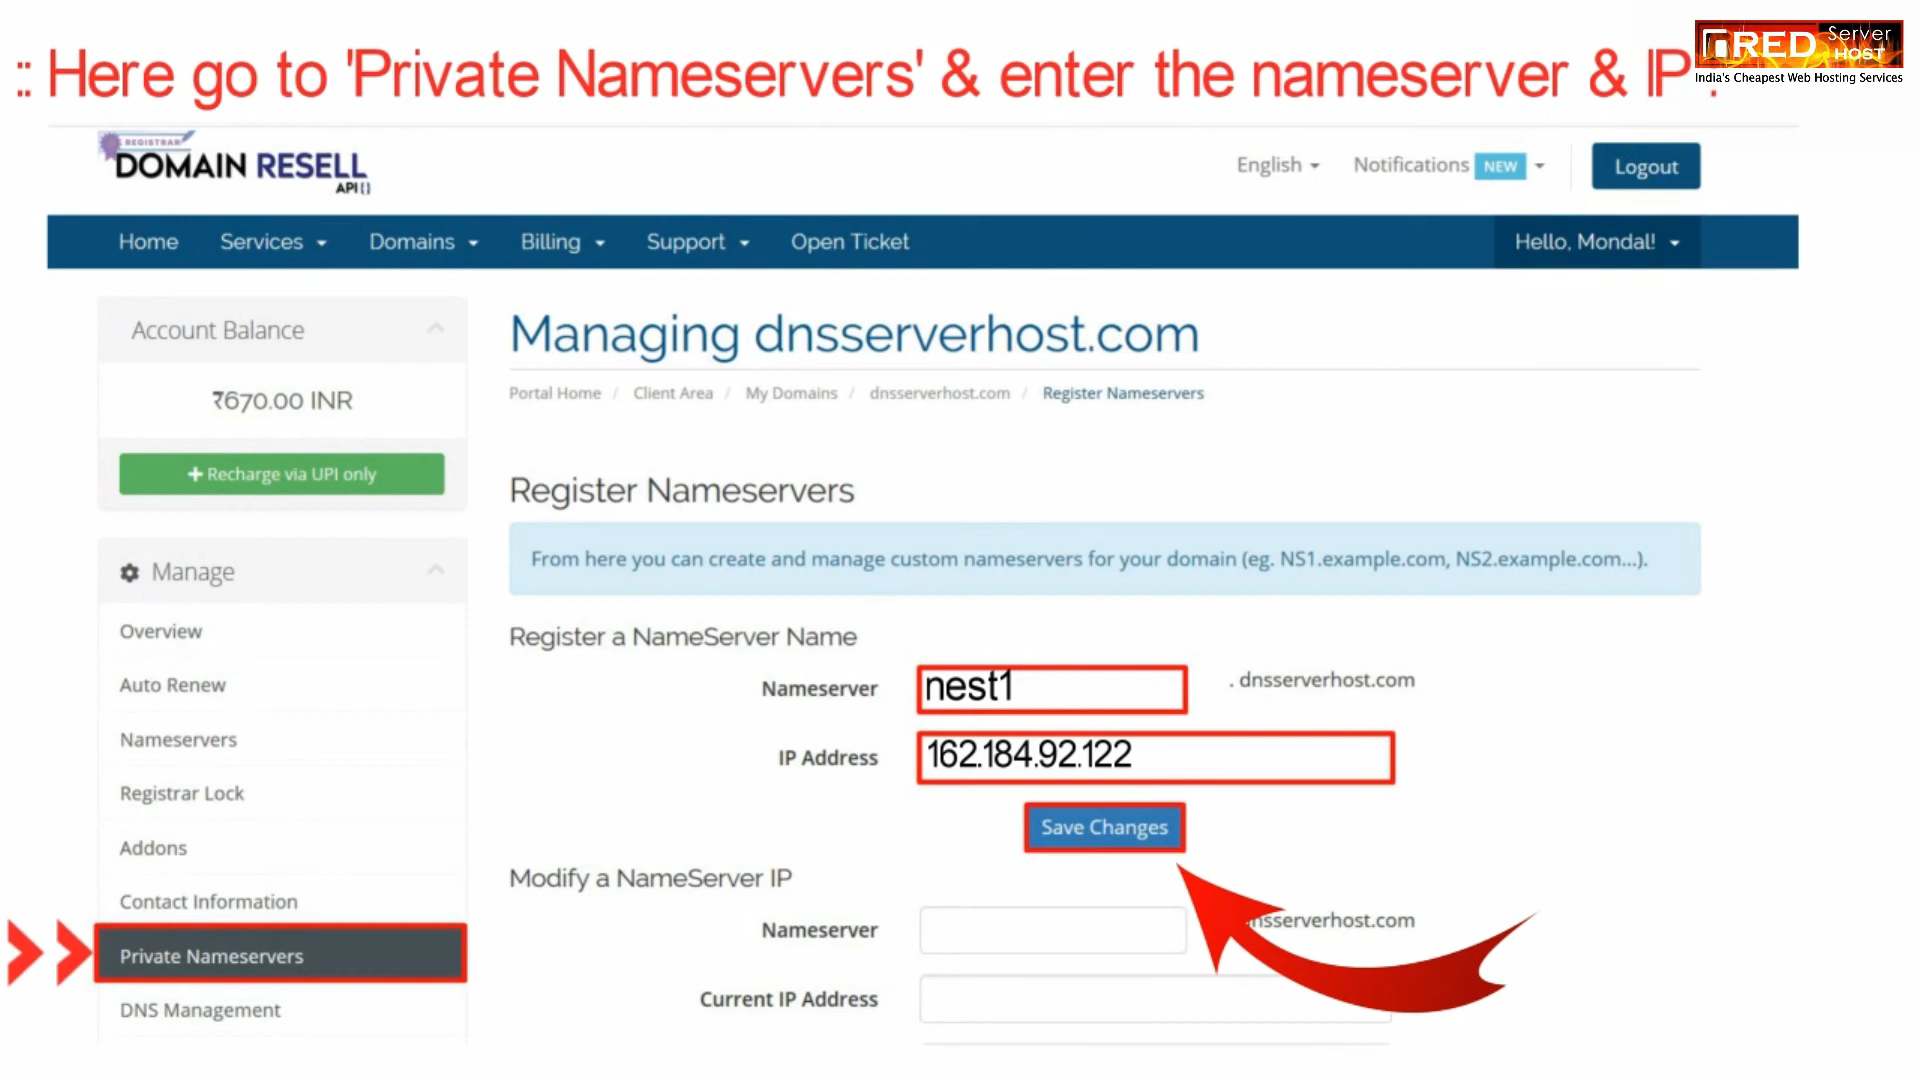 :: Here go to 'Private Nameservers' & enter the nameserver & IP :
RED Server HOST
India's Cheapest Web Hosting Services
REGISTRAR
DOMAIN RESELL
API{}
English Notifications NEW Logout
Home Services Domains Billing Support Open Ticket Hello, Mondal!
Account Balance
₹670.00 INR
+ Recharge via UPI only
Manage
Overview
Auto Renew
Nameservers
Registrar Lock
Addons
Contact Information
Private Nameservers
DNS Management
Managing dnsserverhost.com
Portal Home / Client Area / My Domains / dnsserverhost.com / Register Nameservers
Register Nameservers
From here you can create and manage custom nameservers for your domain (eg. NS1.example.com, NS2.example.com...).
Register a NameServer Name
Nameserver nest1 . dnsserverhost.com
IP Address 162.184.92.122
Save Changes
Modify a NameServer IP
Nameserver nsserverhost.com
Current IP Address